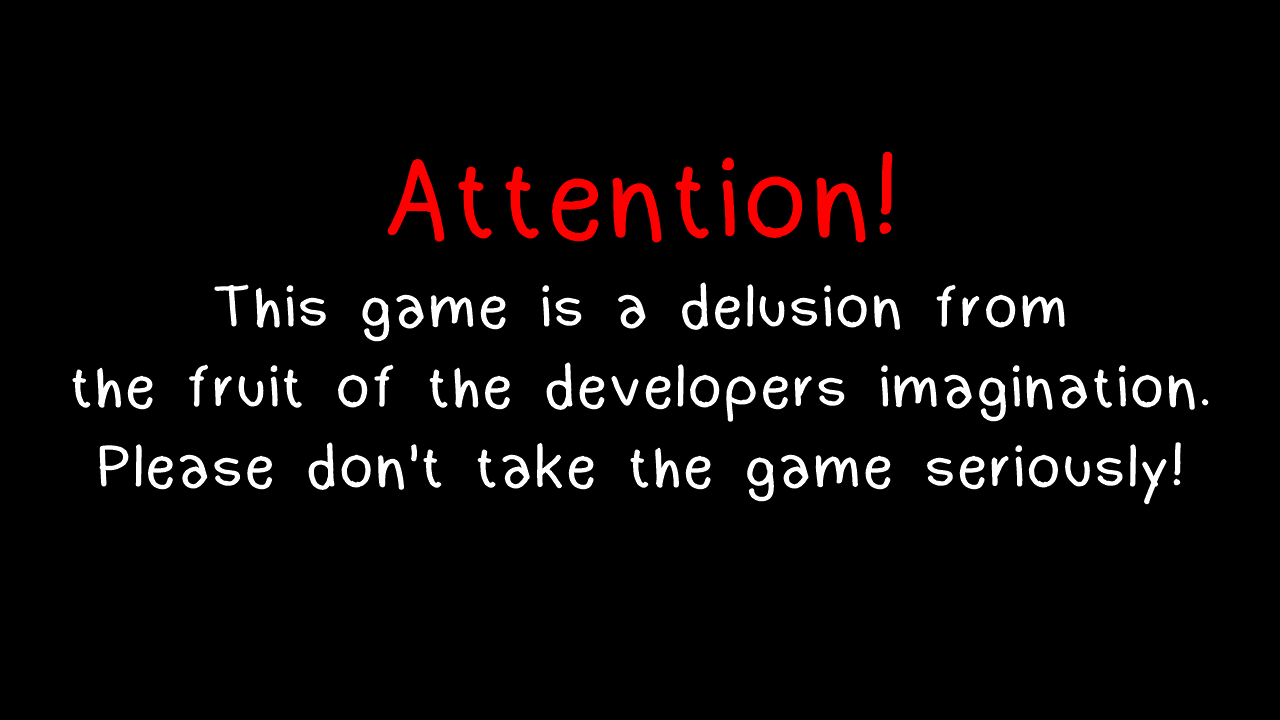 Attention!
This game is a delusion from
the fruit of the developers imagination.
Please don't take the game seriously!